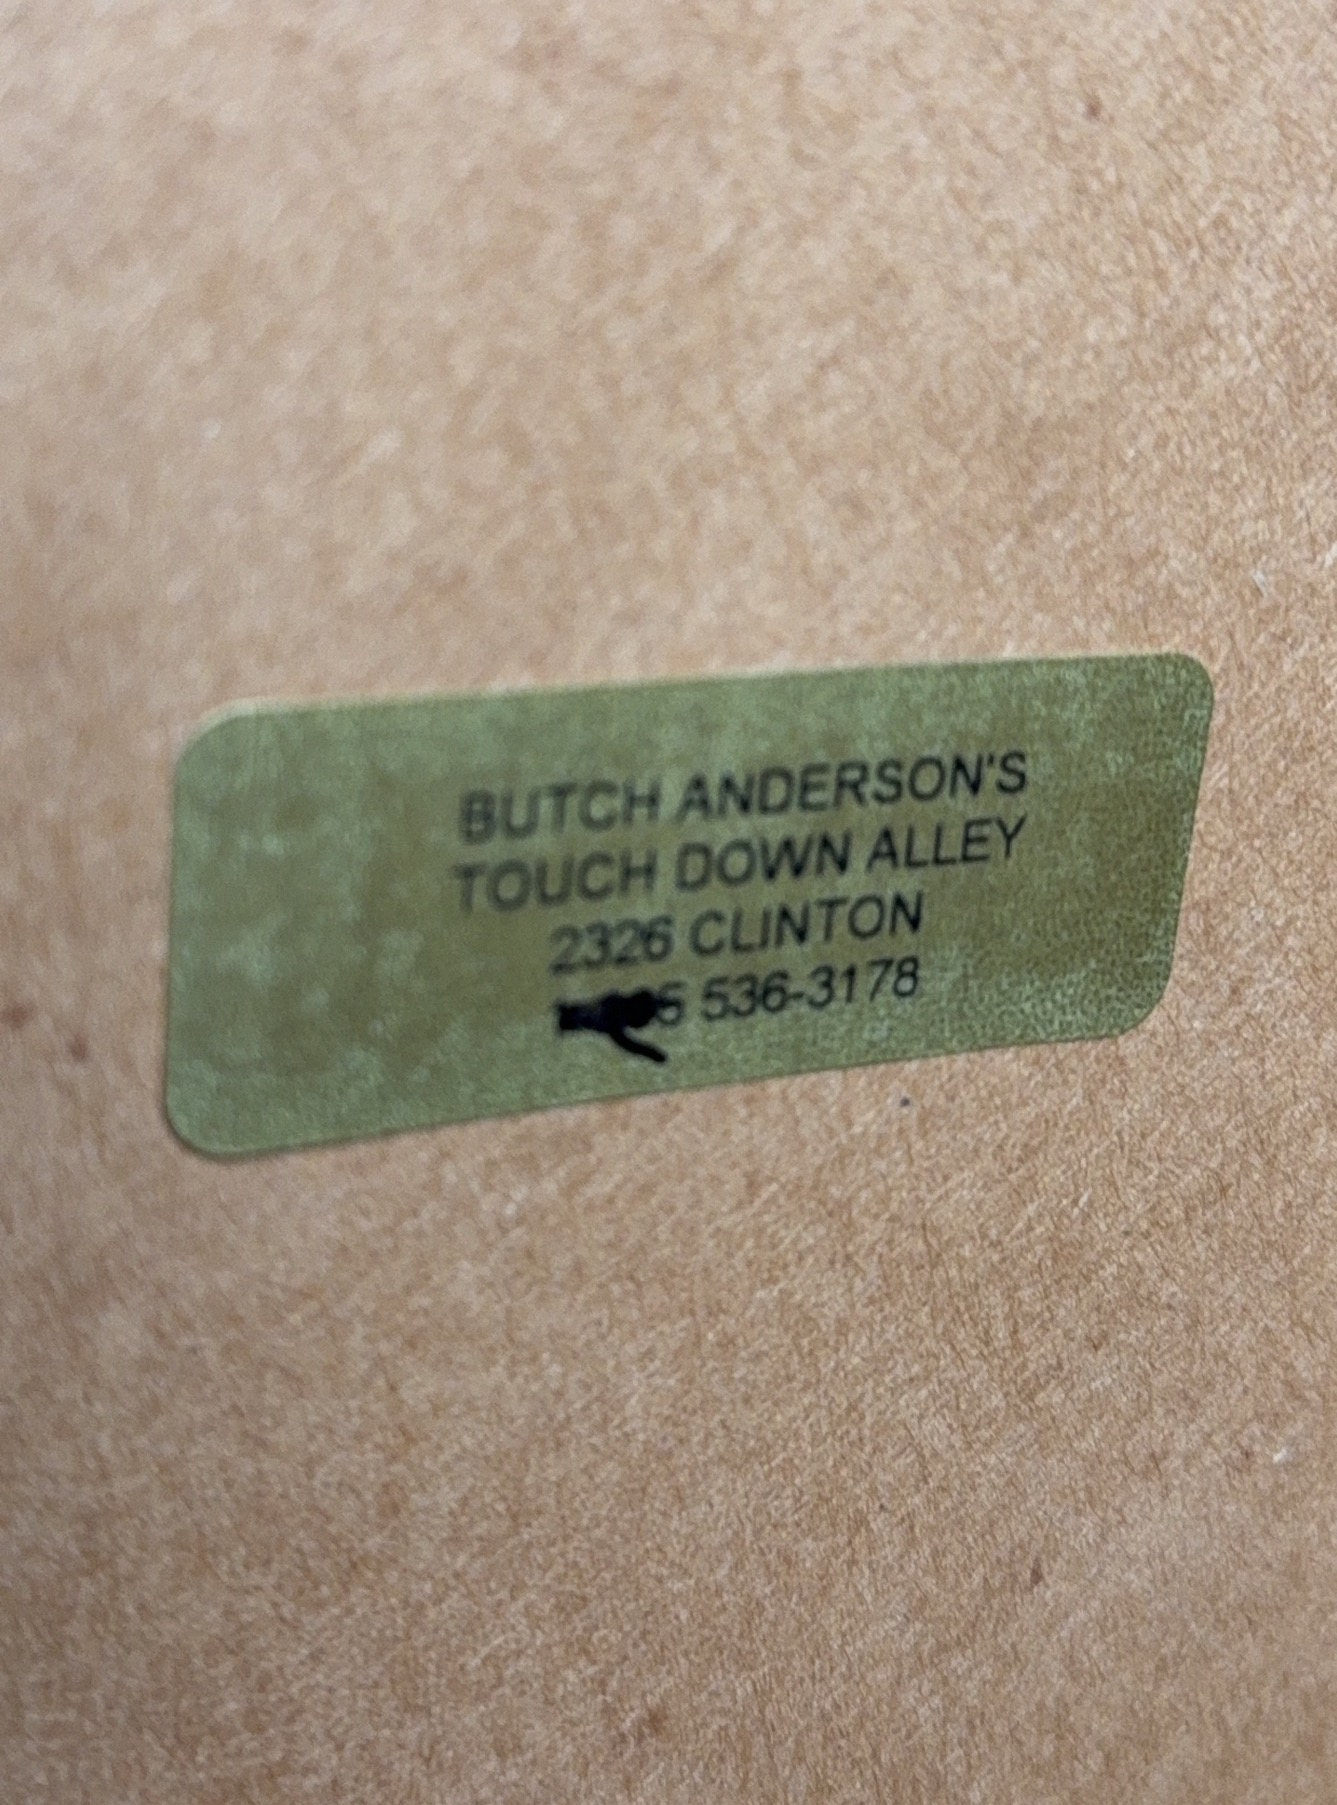 BUTCH ANDERSON'S
TOUCH DOWN ALLEY
2326 CLINTON
536-3178